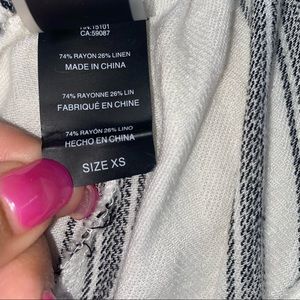 RN:15101
CA:59087
74% RAYON 26% LINEN
MADE IN CHINA
74% RAYONNE 26% LIN
FABRIQUÉ EN CHINE
74% RAYÓN 26% LINO
HECHO EN CHINA
SIZE XS